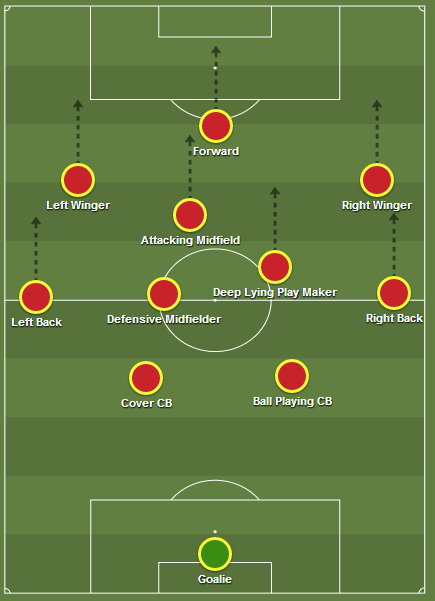 Forward
Left Winger
Right Winger
Attacking Midfield
Deep Lying Play Maker
Left Back
Defensive Midfielder
Right Back
Cover CB
Ball Playing CB
Goalie